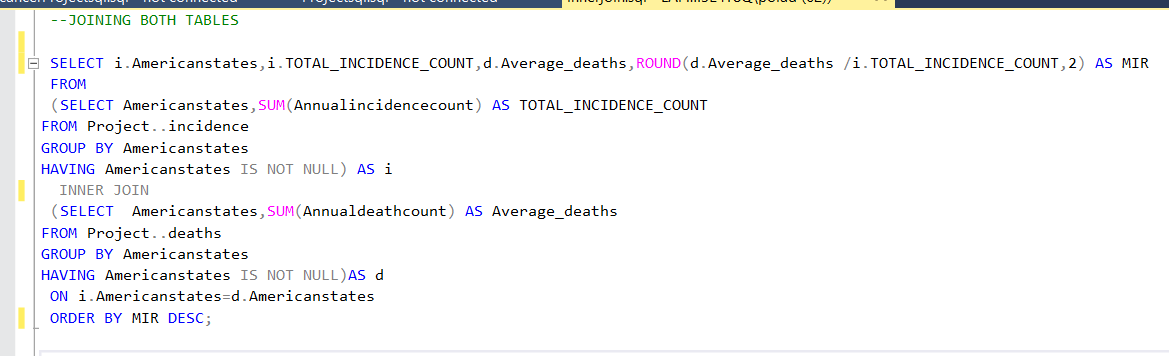 --JOINING BOTH TABLES
SELECT i.Americanstates,i.TOTAL_INCIDENCE_COUNT,d.Average_deaths,ROUND(d.Average_deaths /i.TOTAL_INCIDENCE_COUNT,2) AS MIR
FROM
(SELECT Americanstates,SUM(Annualincidencecount) AS TOTAL_INCIDENCE_COUNT
FROM Project..incidence
GROUP BY Americanstates
HAVING Americanstates IS NOT NULL) AS i
INNER JOIN
(SELECT  Americanstates,SUM(Annualdeathcount) AS Average_deaths
FROM Project..deaths
GROUP BY Americanstates
HAVING Americanstates IS NOT NULL)AS d
ON i.Americanstates=d.Americanstates
ORDER BY MIR DESC;